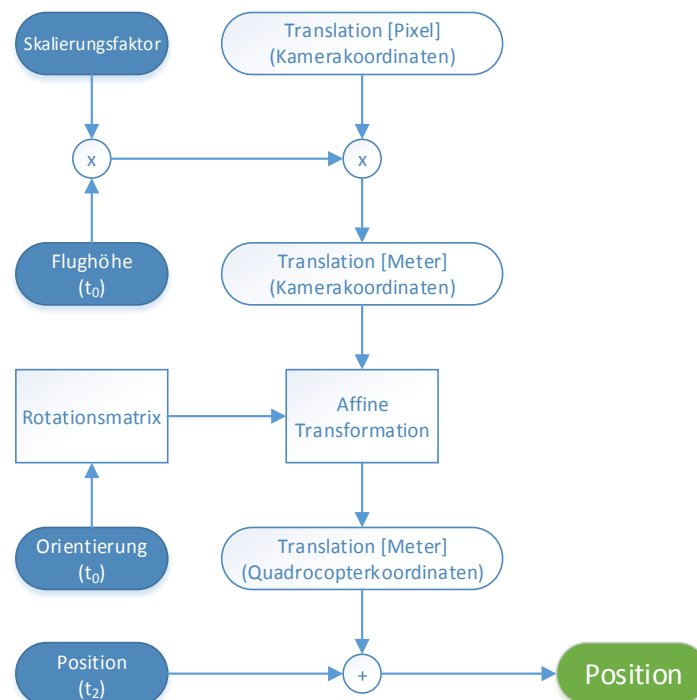 Skalierungsfaktor
Translation [Pixel]
(Kamerakoordinaten)
x
x
Flughöhe
(t₀)
Translation [Meter]
(Kamerakoordinaten)
Rotationsmatrix
Affine
Transformation
Orientierung
(t₀)
Translation [Meter]
(Quadrocopterkoordinaten)
Position
(t₂)
+
Position